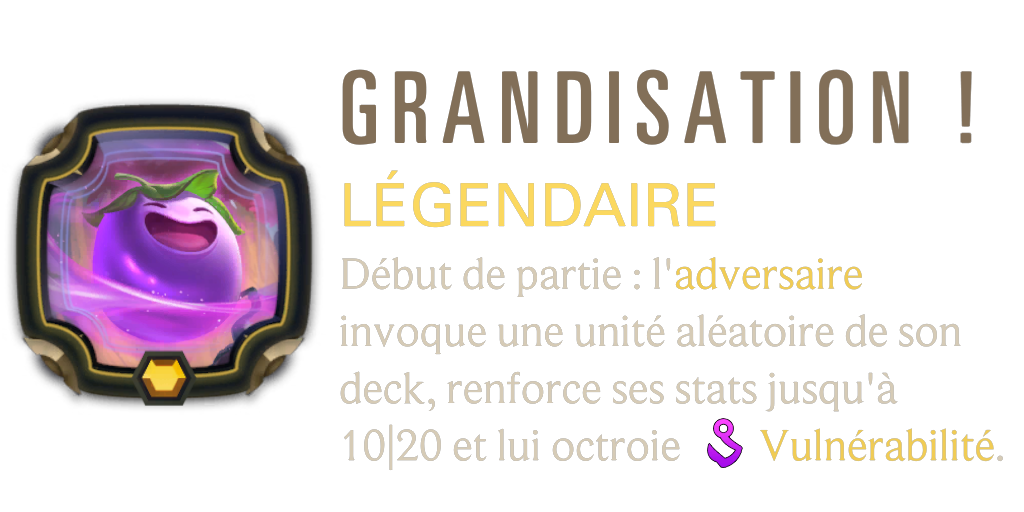 GRANDISATION !
LÉGENDAIRE
Début de partie : l'adversaire
invoque une unité aléatoire de son
deck, renforce ses stats jusqu'à
10|20 et lui octroie Vulnérabilité.